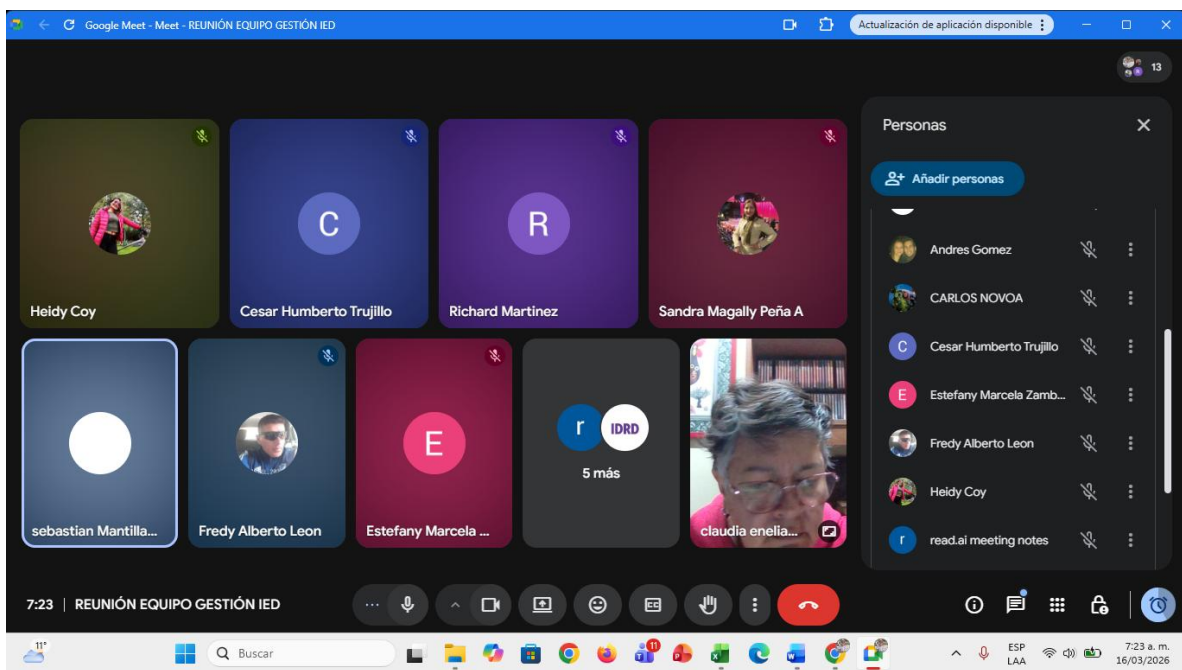 Google Meet - Meet - REUNIÓN EQUIPO GESTIÓN IED
Actualización de aplicación disponible
13
Personas
Añadir personas
Heidy Coy
C
Cesar Humberto Trujillo
R
Richard Martinez
Sandra Magally Peña A
sebastian Mantilla...
Fredy Alberto Leon
E
Estefany Marcela ...
r
IDRD
5 más
claudia enelia...
Andres Gomez
CARLOS NOVOA
C
Cesar Humberto Trujillo
E
Estefany Marcela Zamb...
Fredy Alberto Leon
Heidy Coy
r
read.ai meeting notes
7:23 | REUNIÓN EQUIPO GESTIÓN IED
CC
11°
Buscar
11
ESP
LAA
7:23 a. m.
16/03/2026